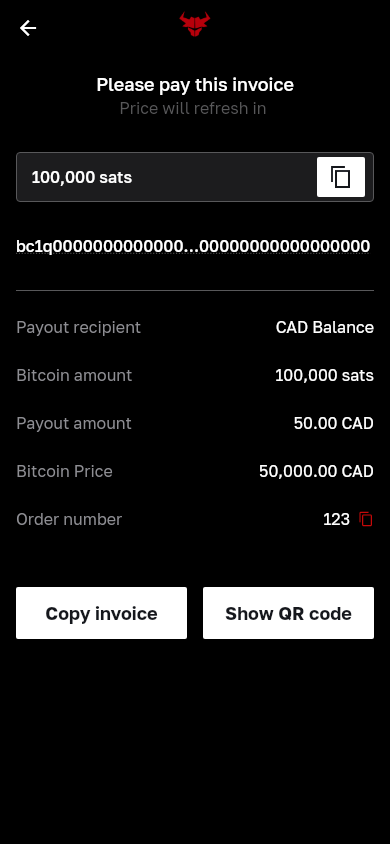 Please pay this invoice
Price will refresh in
100,000 sats
bc1q0000000000000...00000000000000000
Payout recipient CAD Balance
Bitcoin amount 100,000 sats
Payout amount 50.00 CAD
Bitcoin Price 50,000.00 CAD
Order number 123
Copy invoice Show QR code